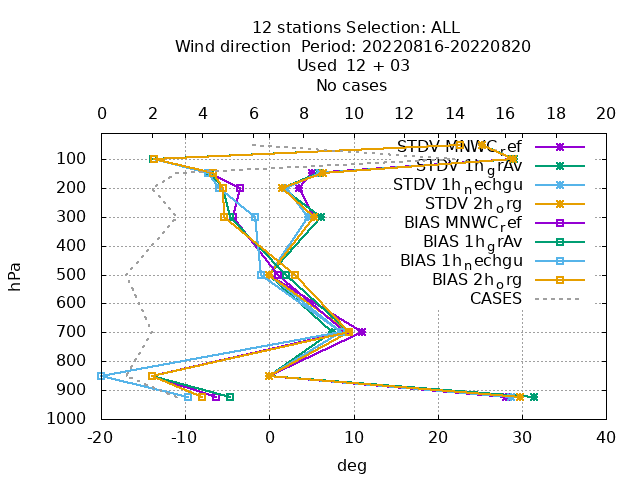 12 stations Selection: ALL
Wind direction  Period: 20220816-20220820
Used  12 + 03
No cases
0 2 4 6 8 10 12 14 16 18 20
STDV MNWC_ref
STDV 1h_grAv
STDV 1h_nechgu
STDV 2h_org
BIAS MNWC_ref
BIAS 1h_grAv
BIAS 1h_nechgu
BIAS 2h_org
CASES
100
200
300
400
500
600
700
800
900
1000
hPa
-20 -10 0 10 20 30 40
deg